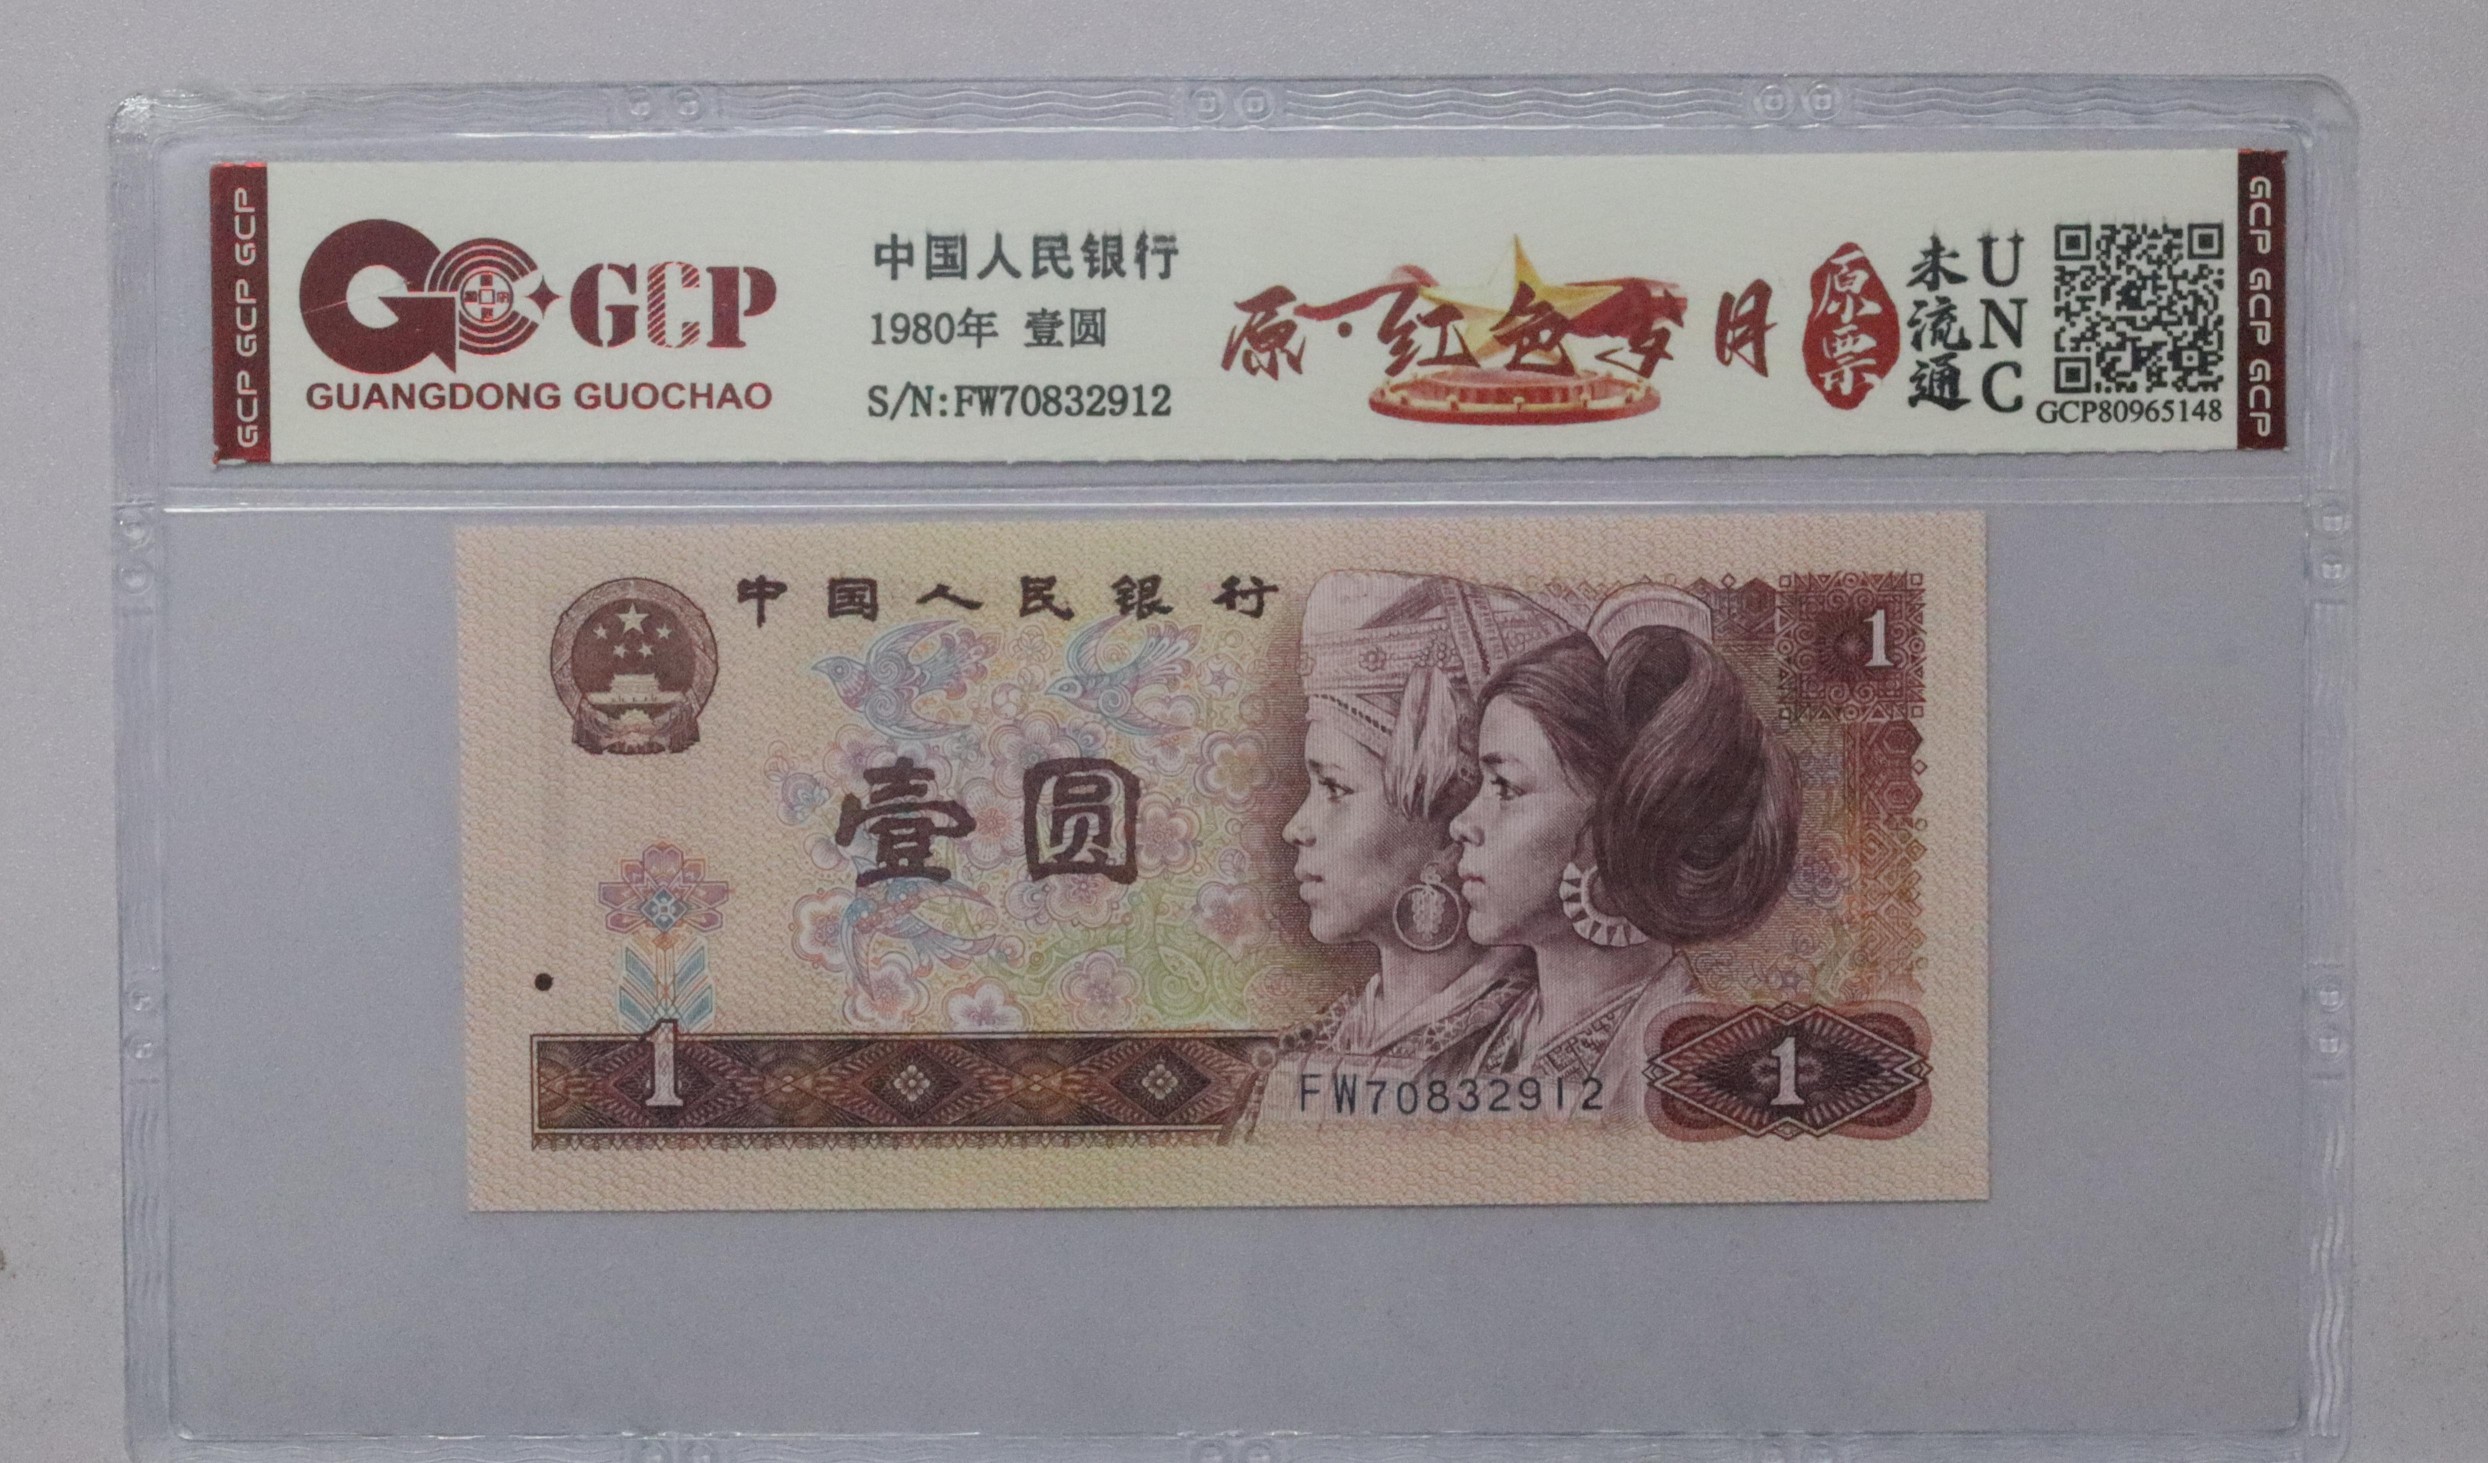 GCP GCP GCP
GCP
GUANGDONG GUOCHAO
中国人民银行
1980年 壹圆
S/N:FW70832912
原·红色岁月
原票
未流通
UNC
GCP80965148
GCP GCP GCP
中国人民银行
1
壹圆
1
FW70832912
1